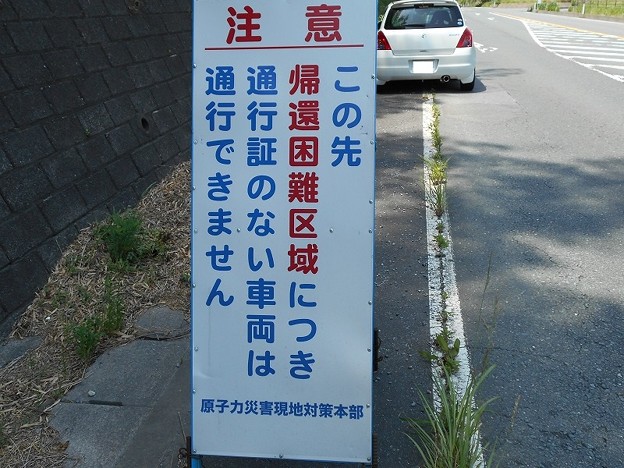 注意
この先
帰還困難区域につき
通行証のない車両は
通行できません
原子力災害現地対策本部